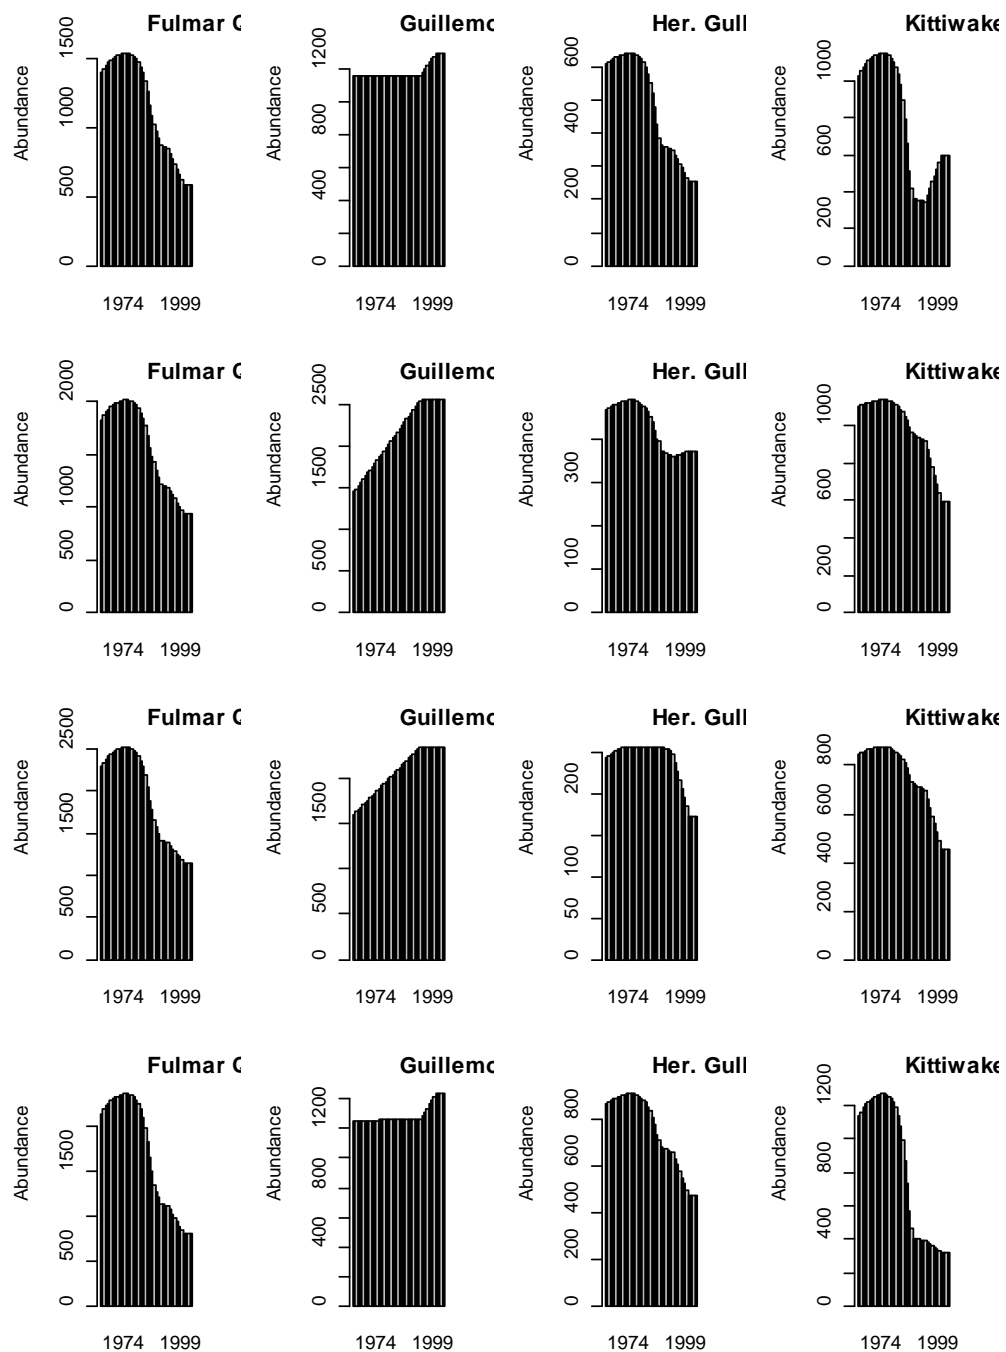 Fulmar Q Guillemo Her. Gull Kittiwake
Abundance Abundance Abundance Abundance
0 500 1000 1500
0 400 800 1200
0 200 400 600
0 200 600 1000
1974 1999 1974 1999 1974 1999 1974 1999
Fulmar Q Guillemo Her. Gull Kittiwake
Abundance Abundance Abundance Abundance
0 500 1000 2000
0 500 1500 2500
0 100 300
0 200 600 1000
1974 1999 1974 1999 1974 1999 1974 1999
Fulmar Q Guillemo Her. Gull Kittiwake
Abundance Abundance Abundance Abundance
0 500 1500 2500
0 500 1500
0 50 100 200
0 200 400 600 800
1974 1999 1974 1999 1974 1999 1974 1999
Fulmar Q Guillemo Her. Gull Kittiwake
Abundance Abundance Abundance Abundance
0 500 1500
0 400 800 1200
0 200 400 600 800
0 400 800 1200
1974 1999 1974 1999 1974 1999 1974 1999